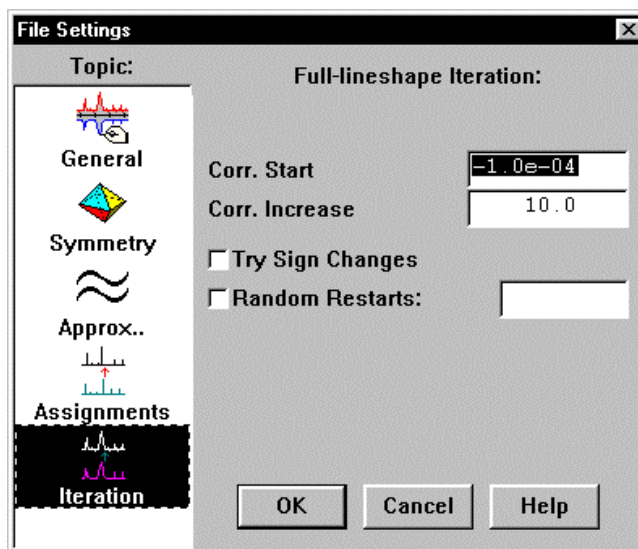 File Settings
Topic:
General
Symmetry
Approx..
Assignments
Iteration
Full-lineshape Iteration:
Corr. Start -1.0e-04
Corr. Increase 10.0
Try Sign Changes
Random Restarts:
OK Cancel Help